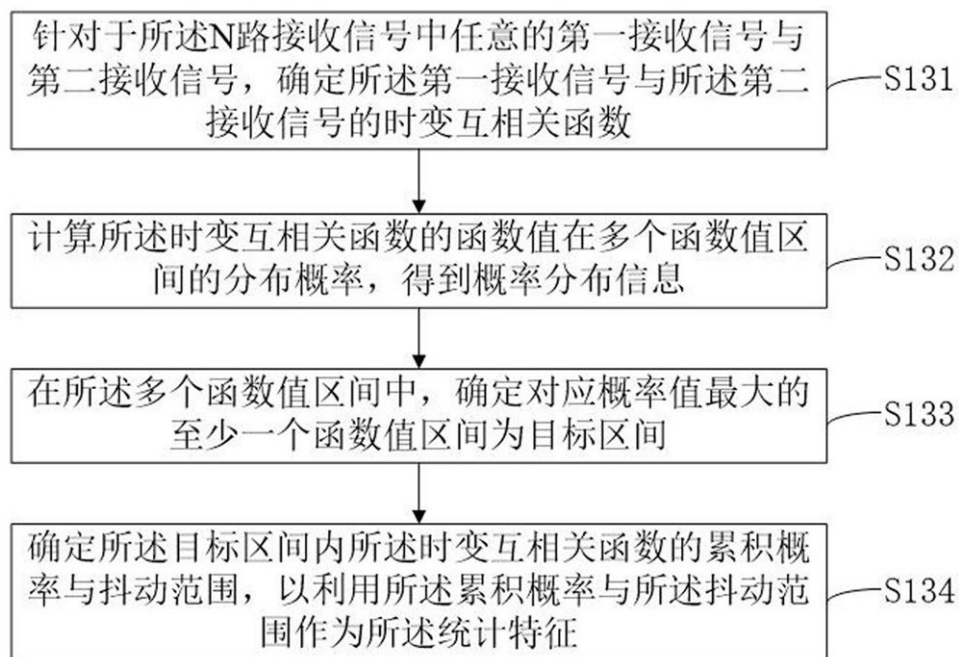 针对于所述N路接收信号中任意的第一接收信号与
第二接收信号，确定所述第一接收信号与所述第二
接收信号的时变互相关函数
S131
计算所述时变互相关函数的函数值在多个函数值区
间的分布概率，得到概率分布信息
S132
在所述多个函数值区间中，确定对应概率值最大的
至少一个函数值区间为目标区间
S133
确定所述目标区间内所述时变互相关函数的累积概
率与抖动范围，以利用所述累积概率与所述抖动范
围作为所述统计特征
S134